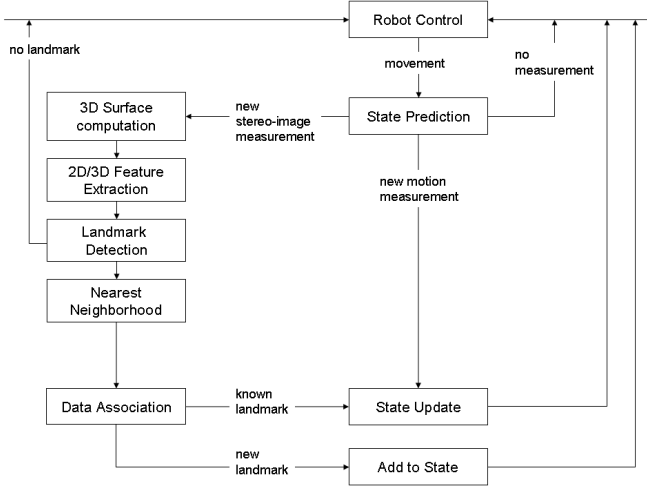 Robot Control
no landmark
movement
no
measurement
3D Surface
computation
new
stereo-image
measurement
State Prediction
2D/3D Feature
Extraction
new motion
measurement
Landmark
Detection
Nearest
Neighborhood
Data Association
known
landmark
State Update
new
landmark
Add to State